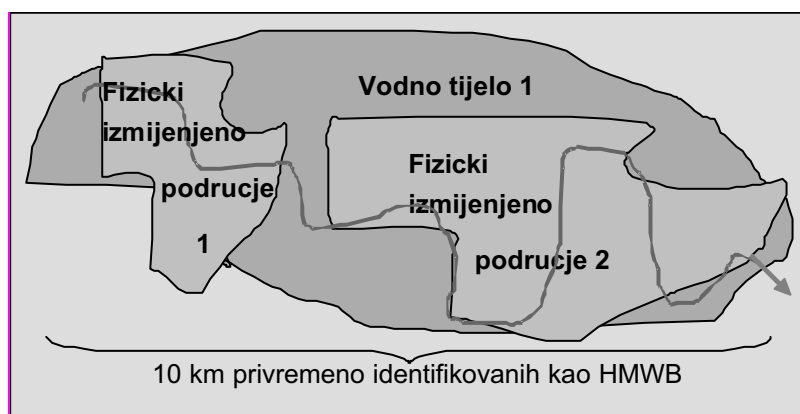 Vodno tijelo 1
Fizicki
izmijenjeno
podrucje
1
Fizicki
izmijenjeno
podrucje 2
10 km privremeno identifikovanih kao HMWB